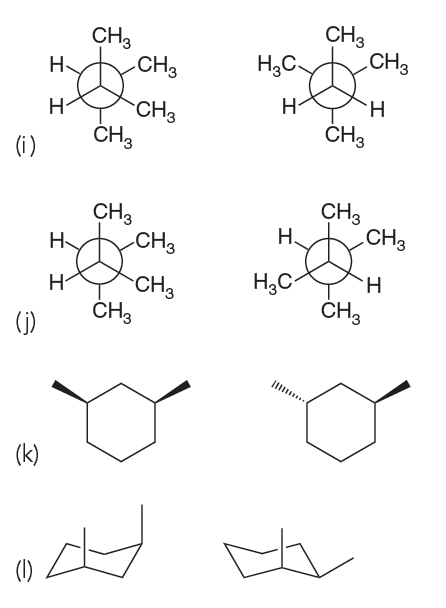 CH3 CH3
H CH3 H3C CH3
H CH3 H H
CH3 CH3
(i)
CH3 CH3
H CH3 H CH3
H CH3 H3C H
CH3 CH3
(j)
(k)
(l)